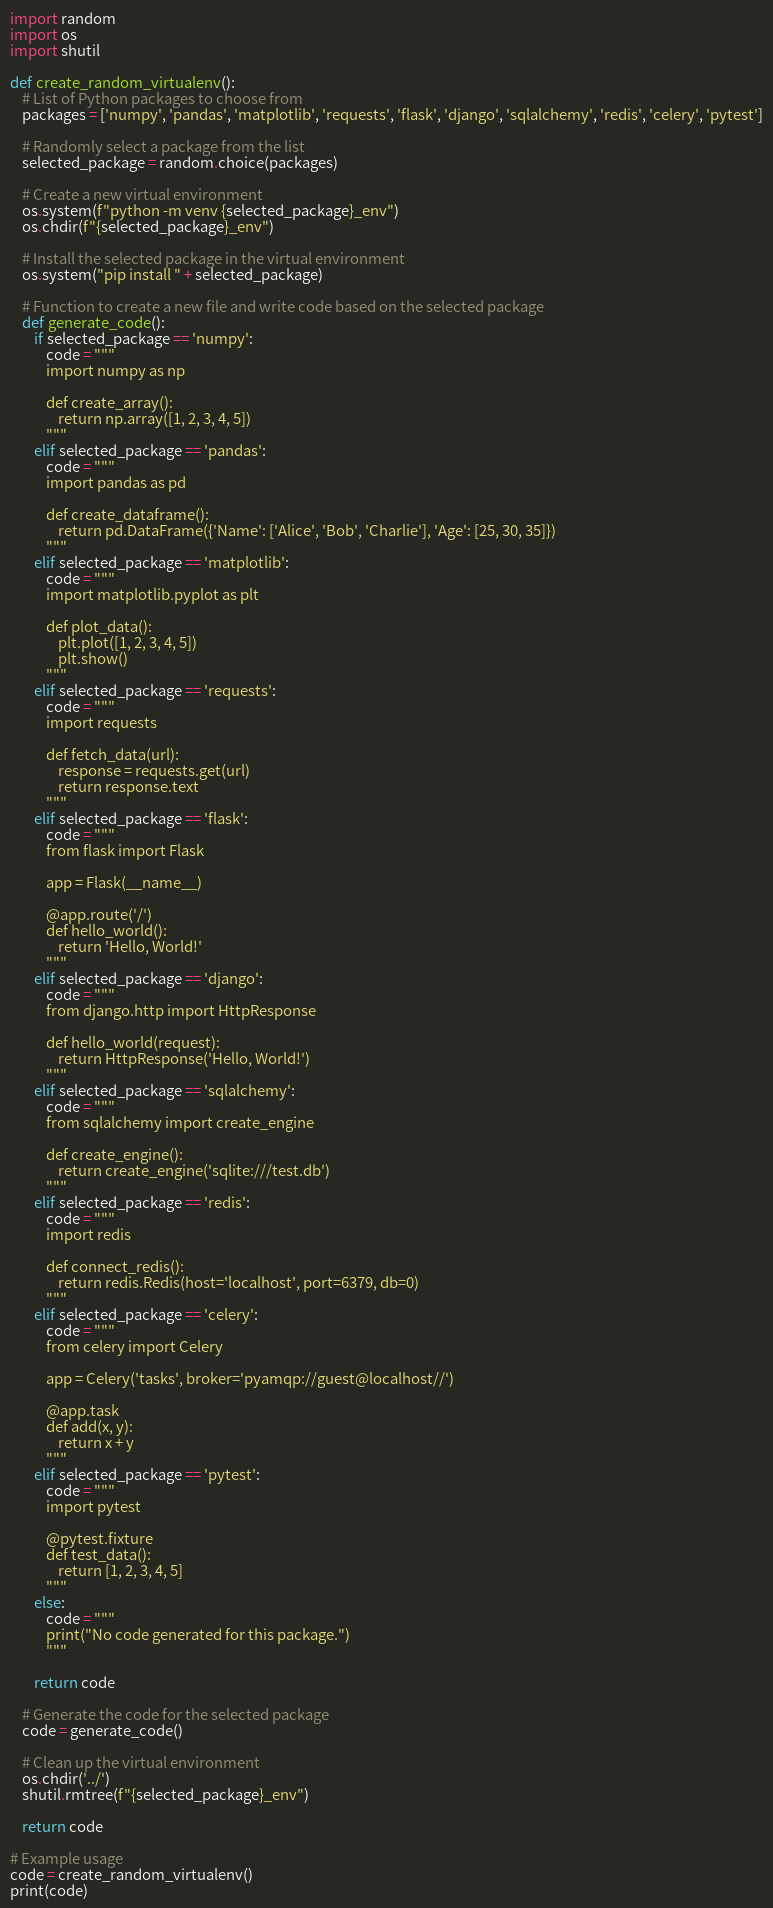 import random
import os
import shutil

def create_random_virtualenv():
    # List of Python packages to choose from
    packages = ['numpy', 'pandas', 'matplotlib', 'requests', 'flask', 'django', 'sqlalchemy', 'redis', 'celery', 'pytest']

    # Randomly select a package from the list
    selected_package = random.choice(packages)

    # Create a new virtual environment
    os.system(f"python -m venv {selected_package}_env")
    os.chdir(f"{selected_package}_env")

    # Install the selected package in the virtual environment
    os.system("pip install " + selected_package)

    # Function to create a new file and write code based on the selected package
    def generate_code():
        if selected_package == 'numpy':
            code = """
            import numpy as np

            def create_array():
                return np.array([1, 2, 3, 4, 5])
            """
        elif selected_package == 'pandas':
            code = """
            import pandas as pd

            def create_dataframe():
                return pd.DataFrame({'Name': ['Alice', 'Bob', 'Charlie'], 'Age': [25, 30, 35]})
            """
        elif selected_package == 'matplotlib':
            code = """
            import matplotlib.pyplot as plt

            def plot_data():
                plt.plot([1, 2, 3, 4, 5])
                plt.show()
            """
        elif selected_package == 'requests':
            code = """
            import requests

            def fetch_data(url):
                response = requests.get(url)
                return response.text
            """
        elif selected_package == 'flask':
            code = """
            from flask import Flask

            app = Flask(__name__)

            @app.route('/')
            def hello_world():
                return 'Hello, World!'
            """
        elif selected_package == 'django':
            code = """
            from django.http import HttpResponse

            def hello_world(request):
                return HttpResponse('Hello, World!')
            """
        elif selected_package == 'sqlalchemy':
            code = """
            from sqlalchemy import create_engine

            def create_engine():
                return create_engine('sqlite:///test.db')
            """
        elif selected_package == 'redis':
            code = """
            import redis

            def connect_redis():
                return redis.Redis(host='localhost', port=6379, db=0)
            """
        elif selected_package == 'celery':
            code = """
            from celery import Celery

            app = Celery('tasks', broker='pyamqp://guest@localhost//')

            @app.task
            def add(x, y):
                return x + y
            """
        elif selected_package == 'pytest':
            code = """
            import pytest

            @pytest.fixture
            def test_data():
                return [1, 2, 3, 4, 5]
            """
        else:
            code = """
            print("No code generated for this package.")
            """

        return code

    # Generate the code for the selected package
    code = generate_code()

    # Clean up the virtual environment
    os.chdir('../')
    shutil.rmtree(f"{selected_package}_env")

    return code

# Example usage
code = create_random_virtualenv()
print(code)